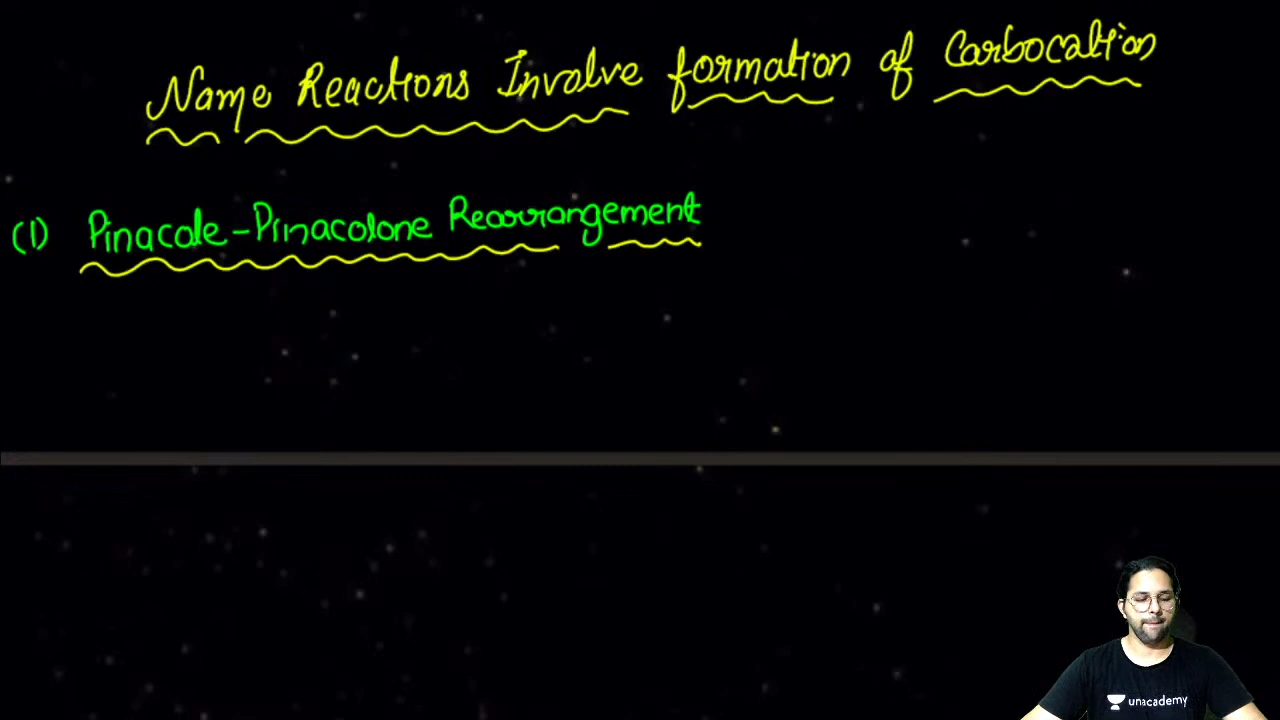 Name Reactions Involve formation of Carbocation
(1) Pinacole-Pinacolone Rearrangement
unacademy